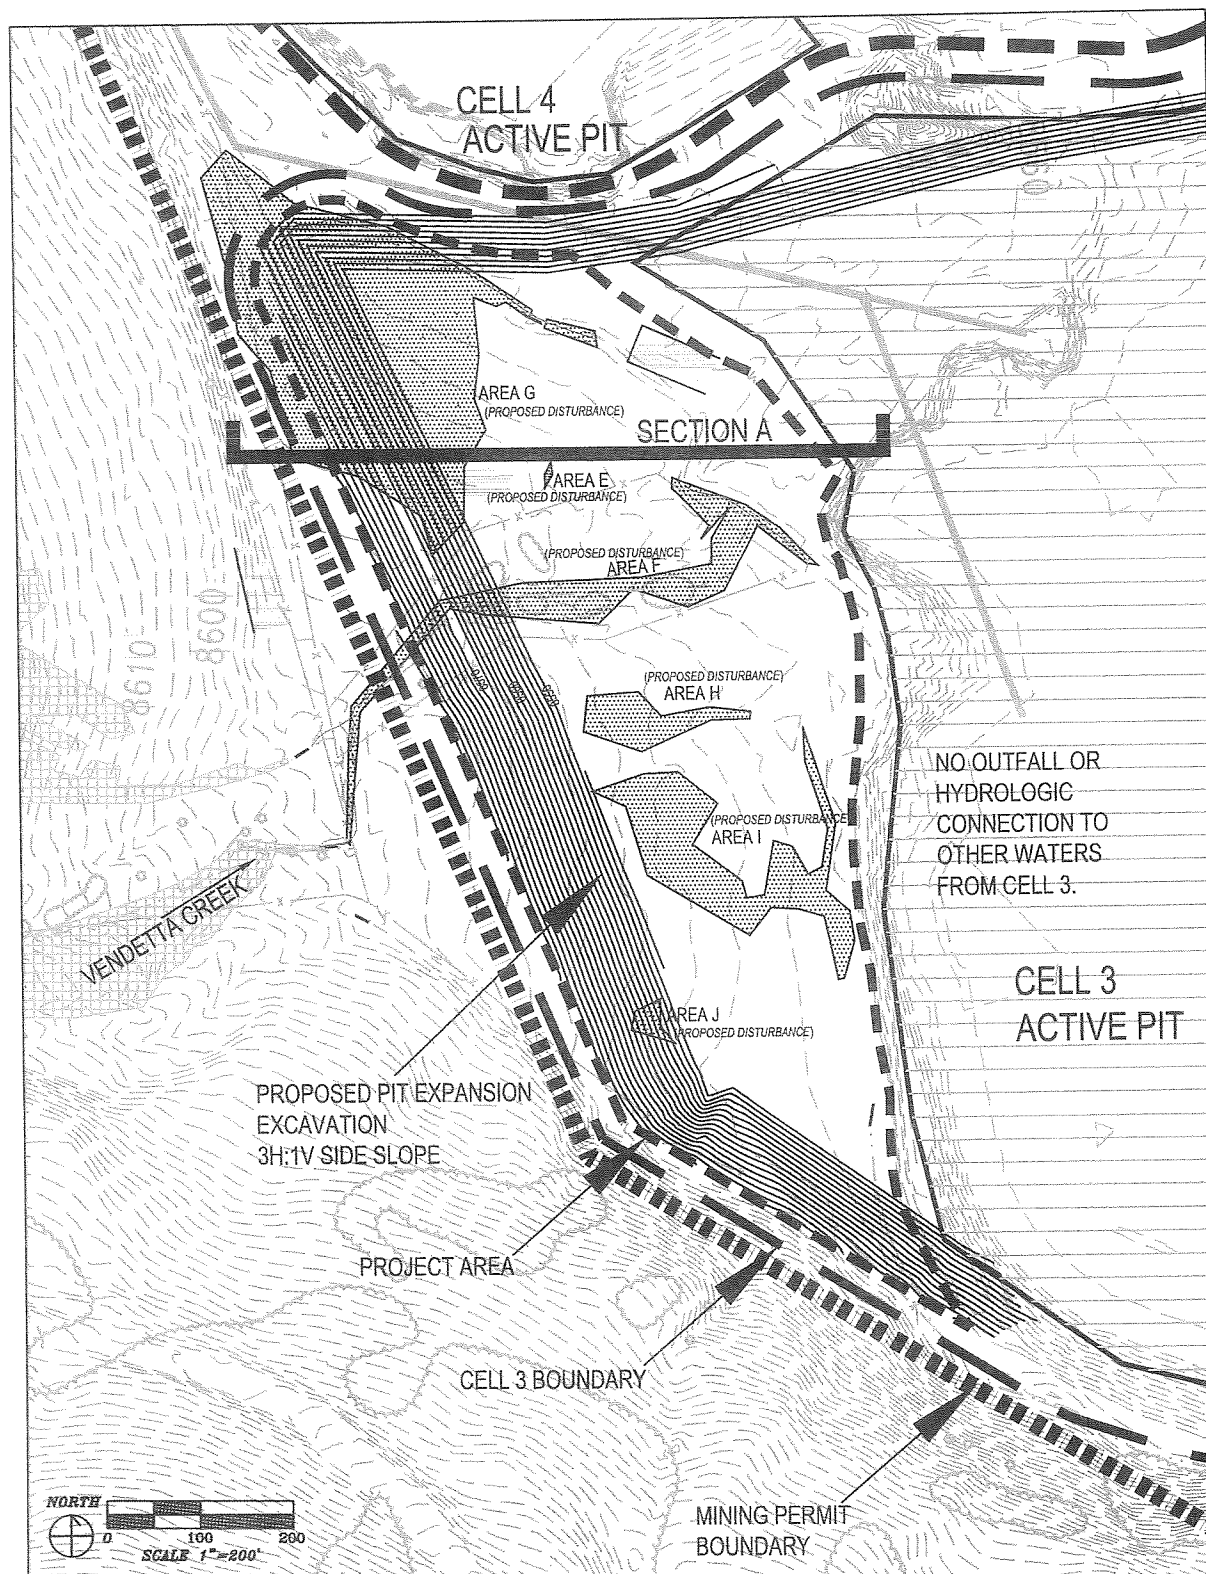 CELL 4
ACTIVE PIT
60
AREA G
(PROPOSED DISTURBANCE)
SECTION A
AREA E
(PROPOSED DISTURBANCE)
(PROPOSED DISTURBANCE)
AREA F
8610
8600
(PROPOSED DISTURBANCE)
AREA H
(PROPOSED DISTURBANCE)
AREA I
NO OUTFALL OR
HYDROLOGIC
CONNECTION TO
OTHER WATERS
FROM CELL 3.
VENDETTA CREEK
CELL 3
ACTIVE PIT
AREA J
(PROPOSED DISTURBANCE)
PROPOSED PIT EXPANSION
EXCAVATION
3H:1V SIDE SLOPE
PROJECT AREA
CELL 3 BOUNDARY
MINING PERMIT
BOUNDARY
NORTH
0 100 200
SCALE 1"=200'